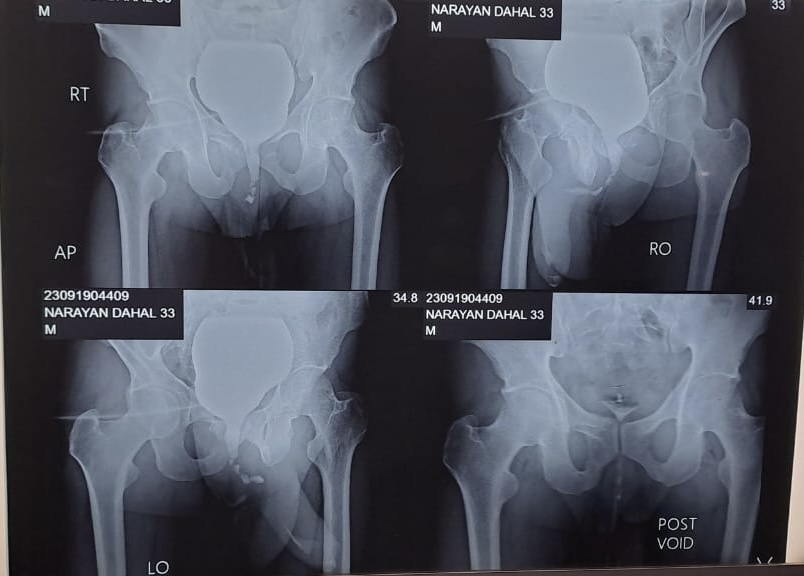 M
NARAYAN DAHAL 33
M
33
RT
AP
RO
23091904409
NARAYAN DAHAL 33
M
34.8
23091904409
NARAYAN DAHAL 33
M
41.9
LO
POST
VOID